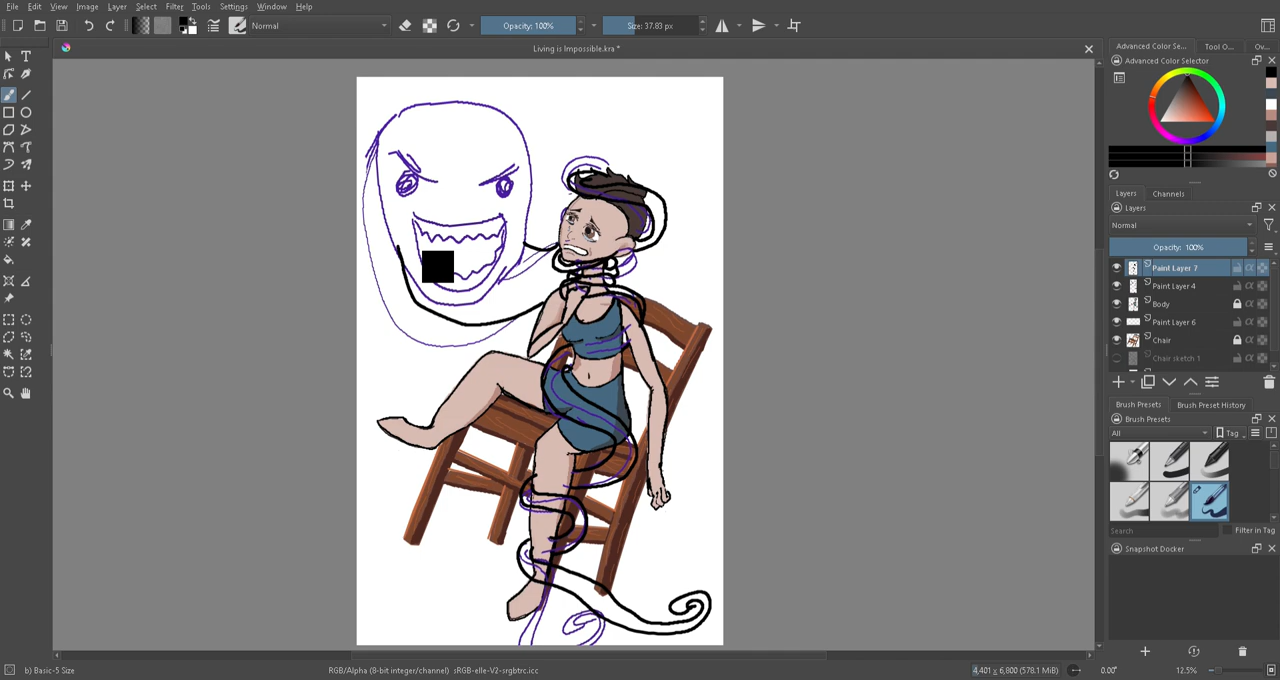 File Edit View Image Layer Select Filter Tools Settings Window Help
Normal Opacity: 100% Size: 37.83 px
Living is Impossible.kra *
Advanced Color Se... Tool O... Ov...
Advanced Color Selector
Layers Channels
Layers
Normal
Opacity: 100%
Paint Layer 7
Paint Layer 4
Body
Paint Layer 6
Chair
Chair sketch 1
Brush Presets Brush Preset History
Brush Presets
All Tag
Search Filter in Tag
Snapshot Docker
b) Basic-5 Size RGB/Alpha (8-bit integer/channel) sRGB-elle-V2-srgbtrc.icc 4,401 x 6,800 (578.1 MiB) 0.00° 12.5%